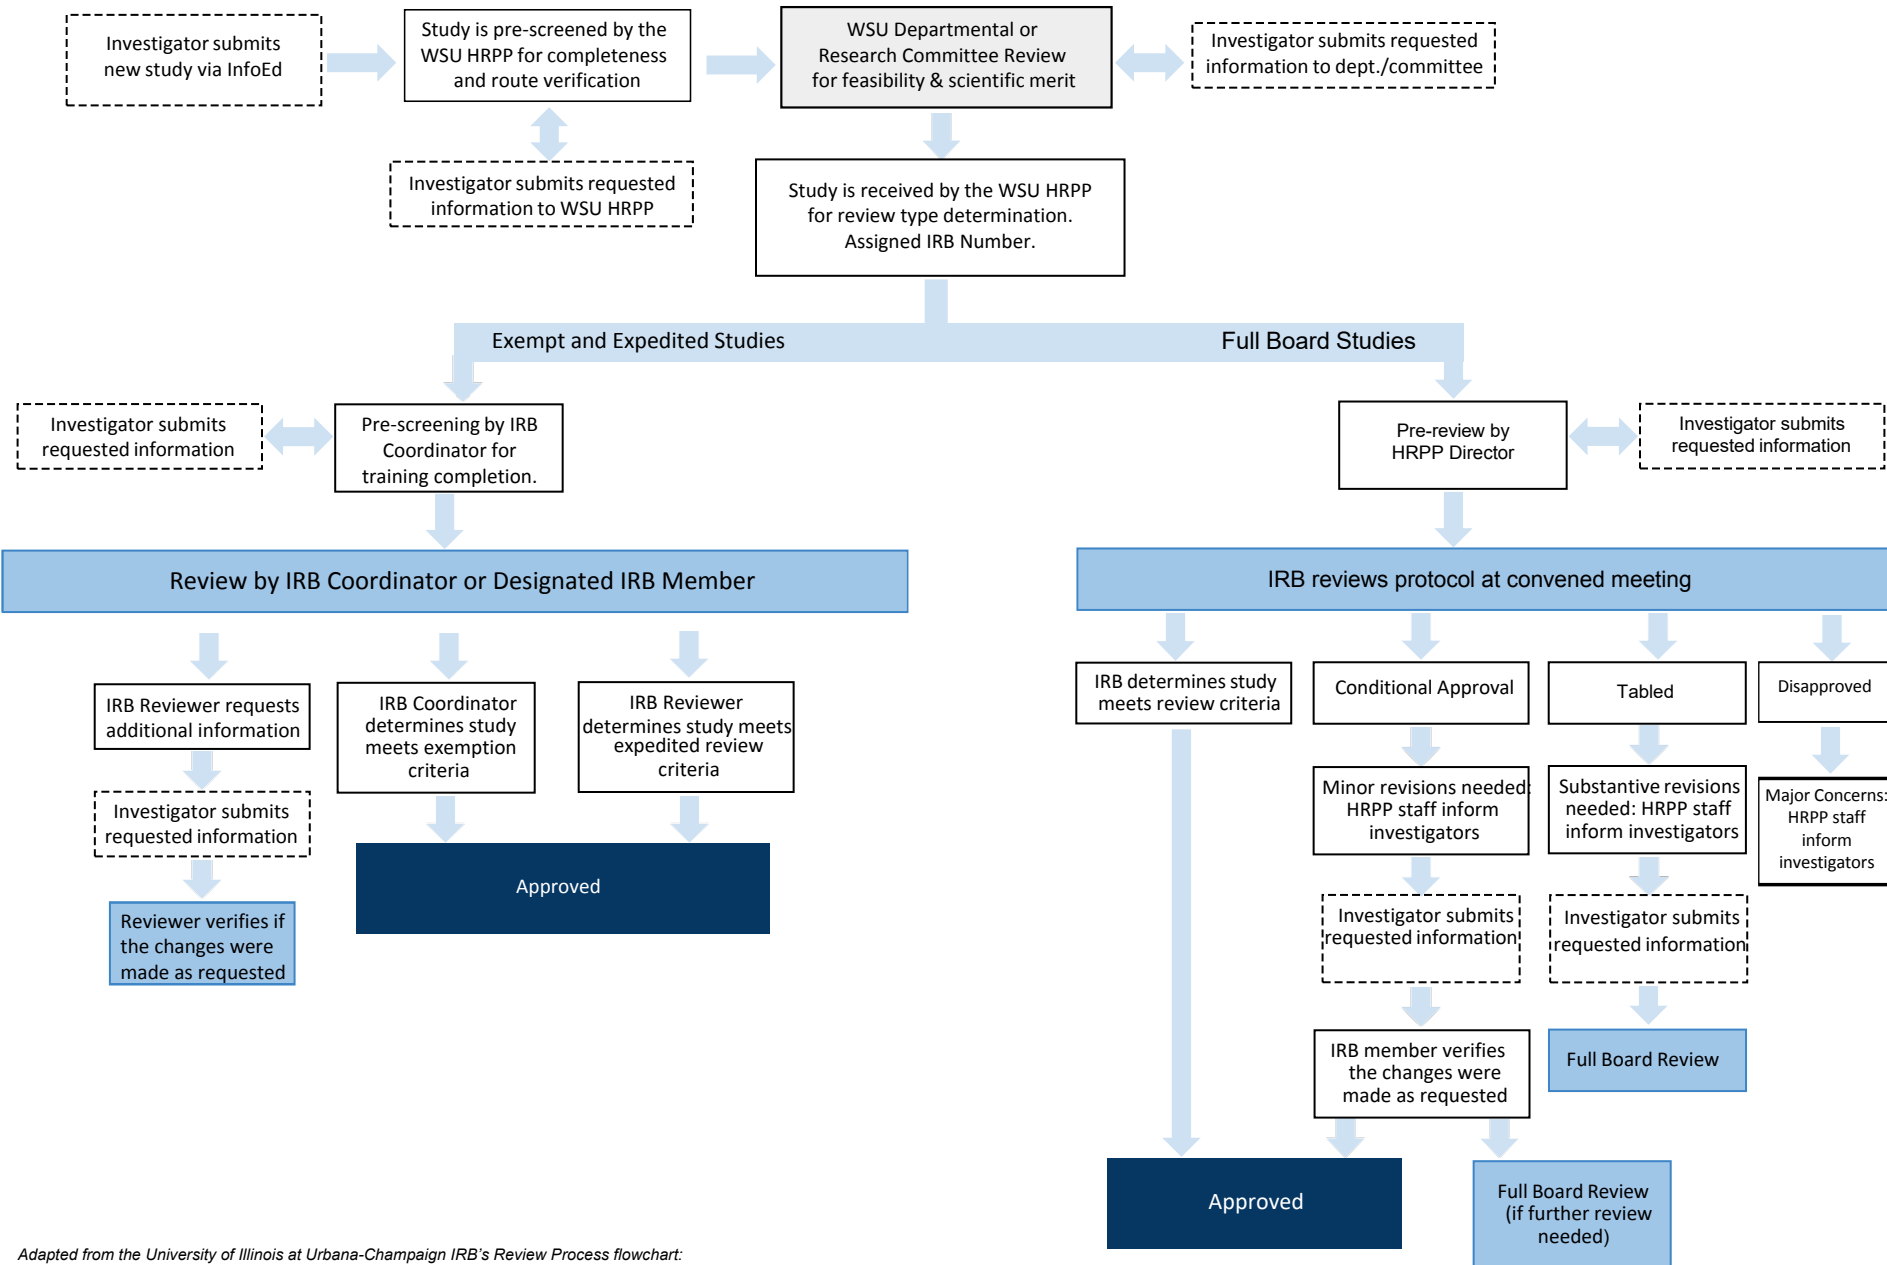 Investigator submits
new study via InfoEd
Study is pre-screened by the
WSU HRPP for completeness
and route verification
WSU Departmental or
Research Committee Review
for feasibility & scientific merit
Investigator submits requested
information to dept./committee
Investigator submits requested
information to WSU HRPP
Study is received by the WSU HRPP
for review type determination.
Assigned IRB Number.
Exempt and Expedited Studies
Full Board Studies
Investigator submits
requested information
Pre-screening by IRB
Coordinator for
training completion.
Pre-review by
HRPP Director
Investigator submits
requested information
Review by IRB Coordinator or Designated IRB Member
IRB reviews protocol at convened meeting
IRB Reviewer requests
additional information
IRB Coordinator
determines study
meets exemption
criteria
IRB Reviewer
determines study meets
expedited review
criteria
IRB determines study
meets review criteria
Conditional Approval
Tabled
Disapproved
Investigator submits
requested information
Minor revisions needed:
HRPP staff inform
investigators
Substantive revisions
needed: HRPP staff
inform investigators
Major Concerns:
HRPP staff
inform
investigators
Approved
Reviewer verifies if
the changes were
made as requested
Investigator submits
requested information
Investigator submits
requested information
IRB member verifies
the changes were
made as requested
Full Board Review
Approved
Full Board Review
(if further review
needed)
Adapted from the University of Illinois at Urbana-Champaign IRB's Review Process flowchart: